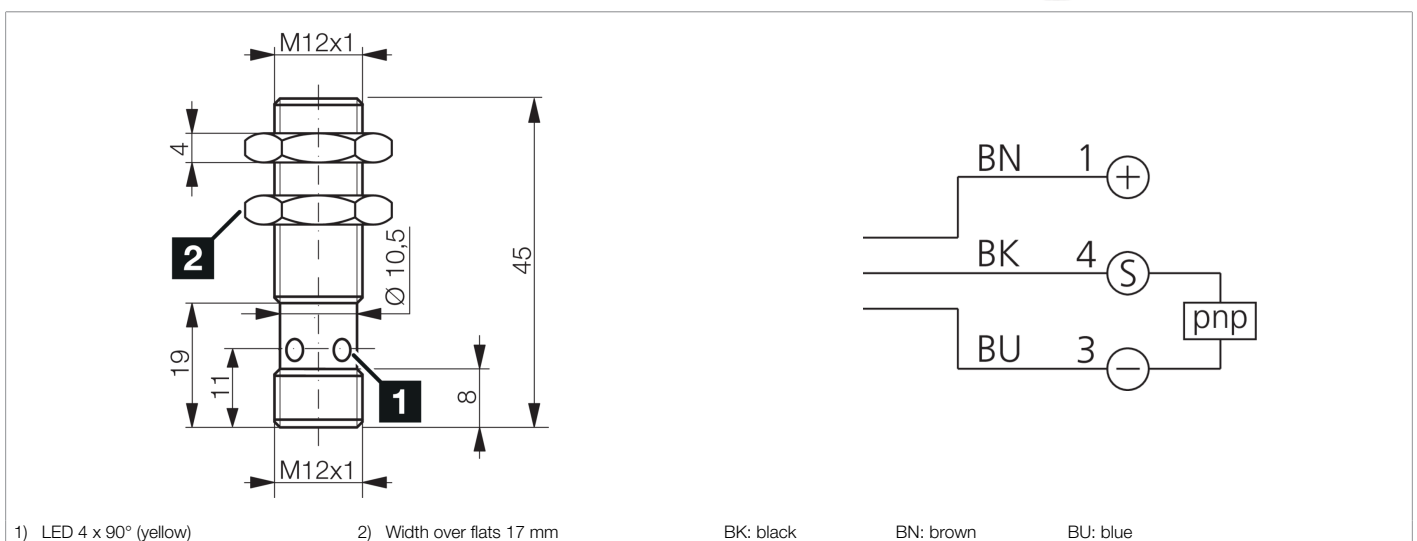 M12x1
4
2
Ø 10,5
45
19
11
1
8
M12x1
BN 1
BK 4
S
pnp
BU 3
1) LED 4 x 90° (yellow)
2) Width over flats 17 mm
BK: black
BN: brown
BU: blue